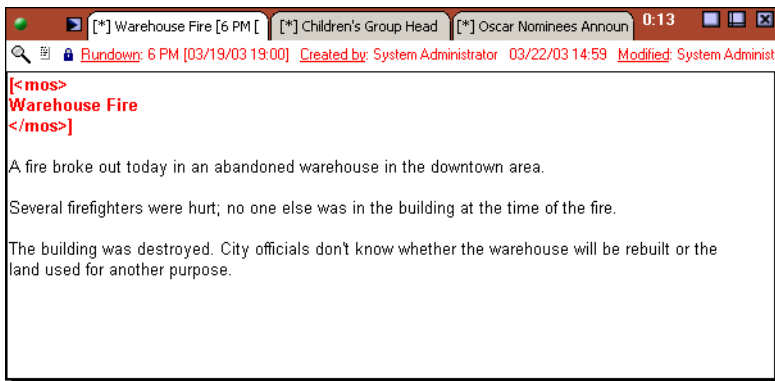 [*] Warehouse Fire [6 PM [ [*] Children's Group Head [*] Oscar Nominees Announ 0:13
Rundown: 6 PM [03/19/03 19:00] Created by: System Administrator 03/22/03 14:59 Modified: System Administ
[<mos>
Warehouse Fire
</mos>]
A fire broke out today in an abandoned warehouse in the downtown area.
Several firefighters were hurt; no one else was in the building at the time of the fire.
The building was destroyed. City officials don't know whether the warehouse will be rebuilt or the
land used for another purpose.